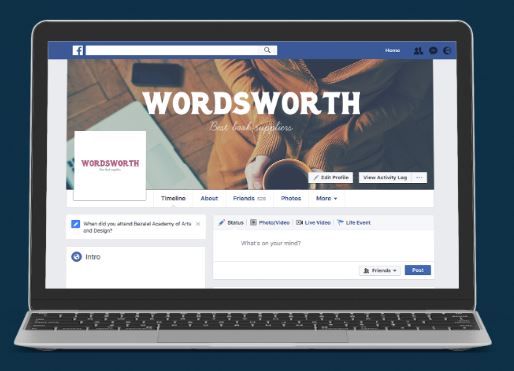 f
Home
WORDSWORTH
Best book suppliers
WORDSWORTH
Best book suppliers
Edit Profile
View Activity Log
Timeline About Friends More
Photos
When did you attend Bezalel Academy of Arts
and Design?
Intro
Status Photo/Video Live Video Life Event
What's on your mind?
Friends Post